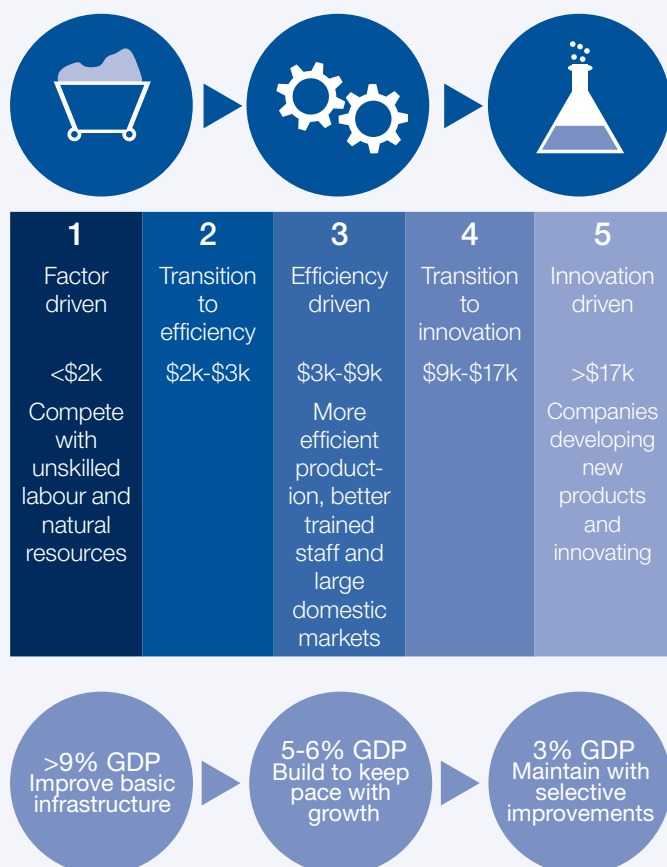 1
Factor
driven
<$2k
Compete
with
unskilled
labour and
natural
resources
2
Transition
to
efficiency
$2k-$3k
3
Efficiency
driven
$3k-$9k
More
efficient
product-
ion, better
trained
staff and
large
domestic
markets
4
Transition
to
innovation
$9k-$17k
5
Innovation
driven
>$17k
Companies
developing
new
products
and
innovating
>9% GDP
Improve basic
infrastructure
5-6% GDP
Build to keep
pace with
growth
3% GDP
Maintain with
selective
improvements